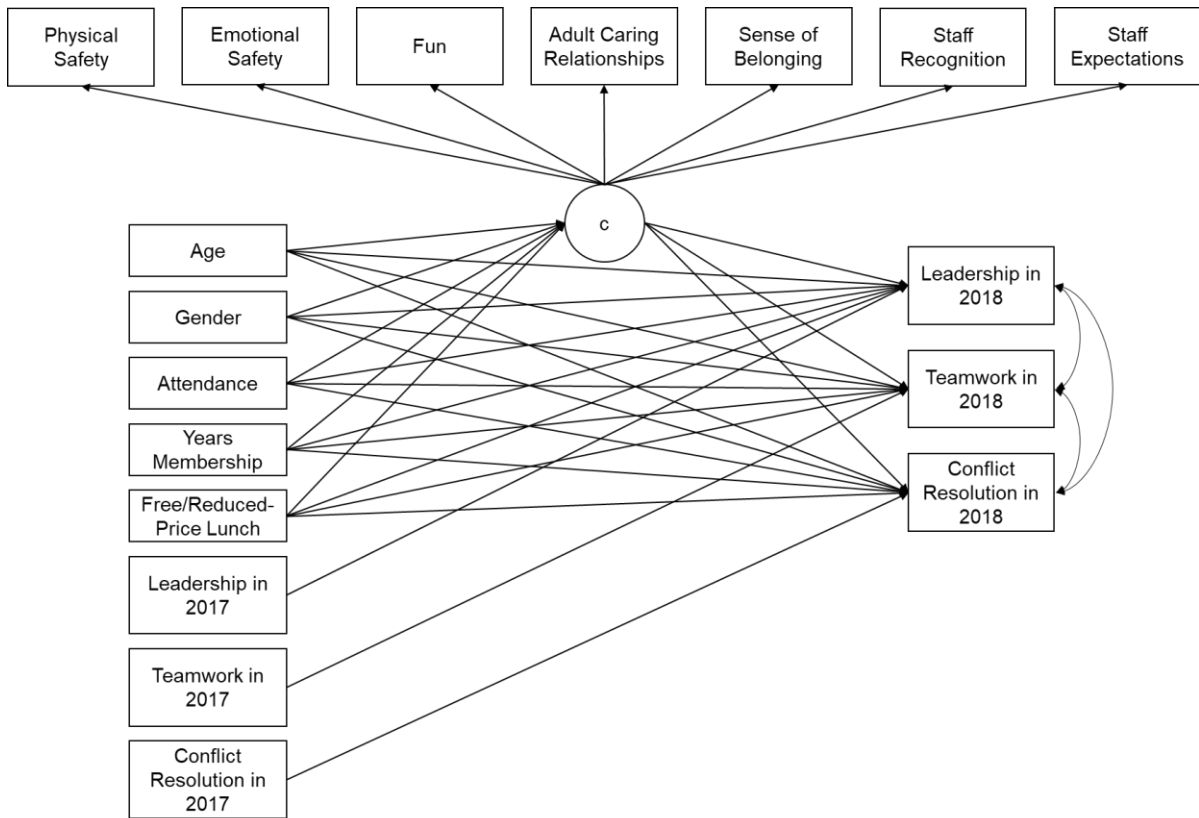 Physical
Safety
Emotional
Safety
Fun
Adult Caring
Relationships
Sense of
Belonging
Staff
Recognition
Staff
Expectations
c
Age
Gender
Attendance
Years
Membership
Free/Reduced-
Price Lunch
Leadership in
2017
Teamwork in
2017
Conflict
Resolution in
2017
Leadership in
2018
Teamwork in
2018
Conflict
Resolution in
2018